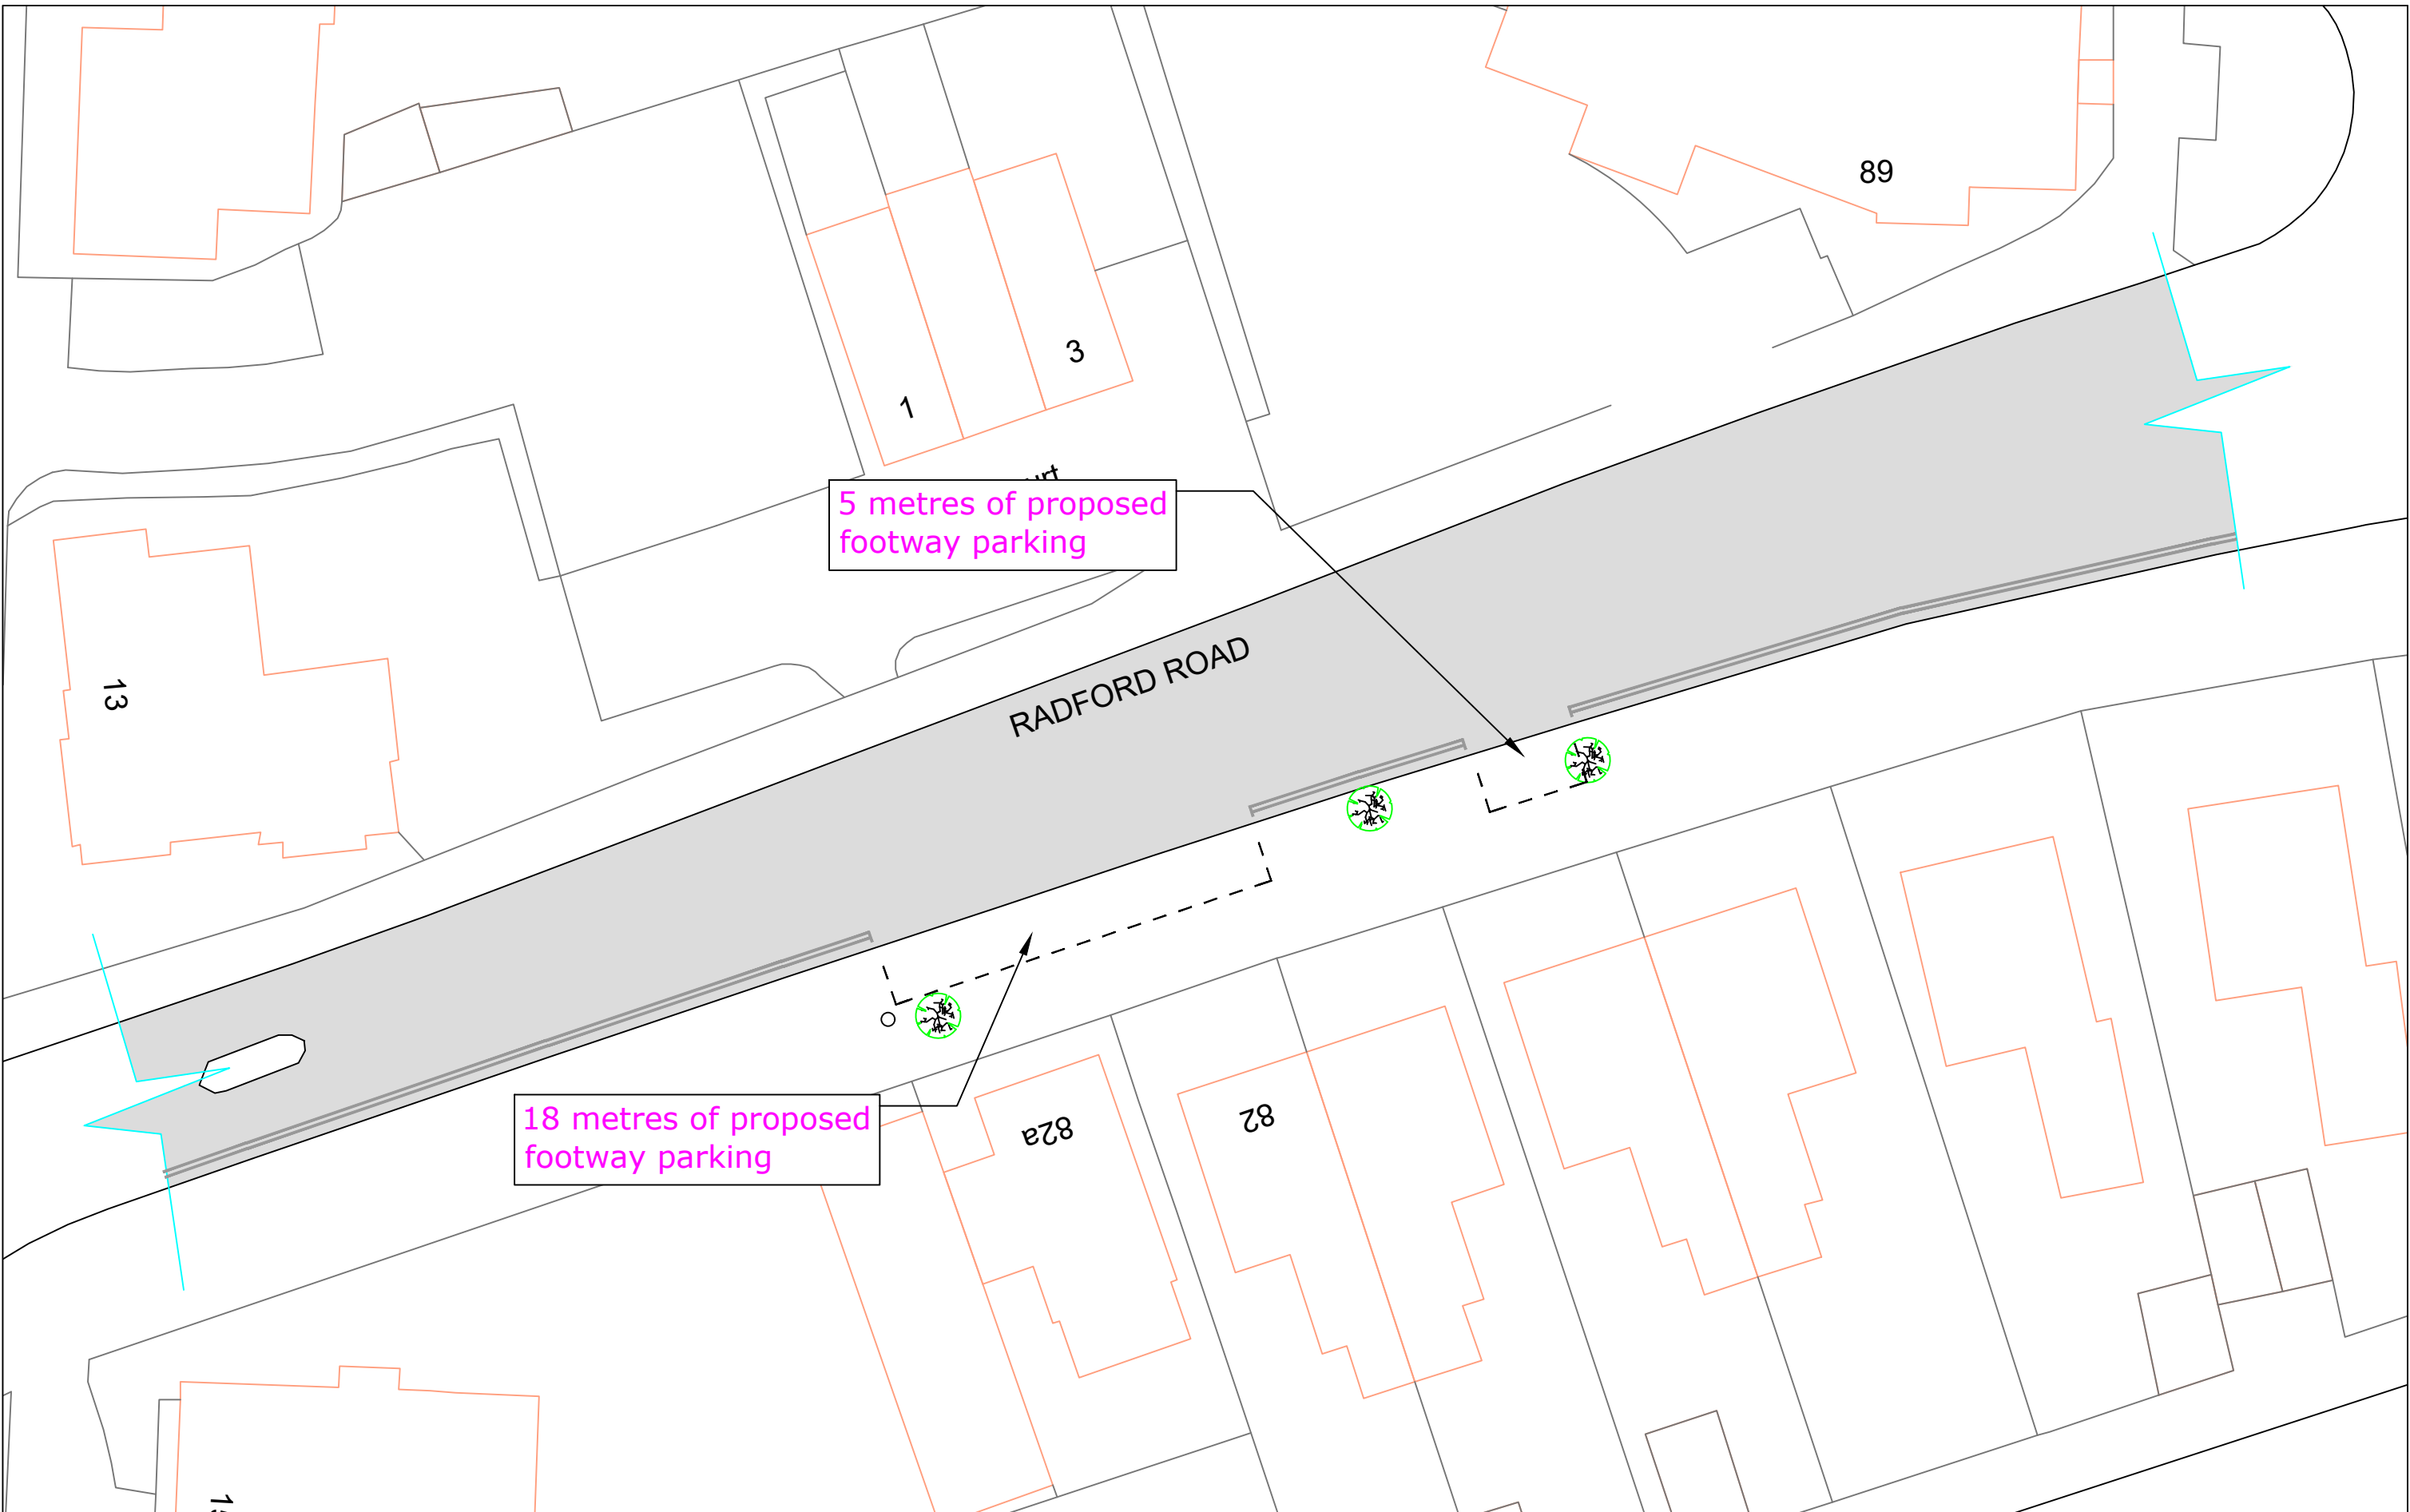 89
3
1
5 metres of proposed
footway parking
RADFORD ROAD
13
18 metres of proposed
footway parking
82a
82